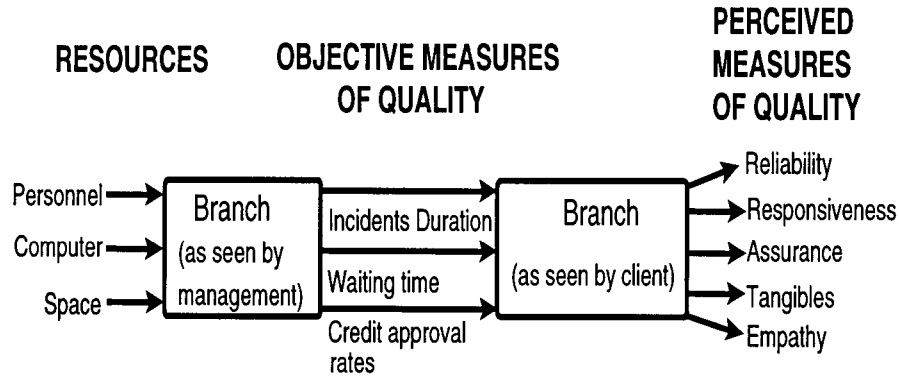 RESOURCES
OBJECTIVE MEASURES
OF QUALITY
PERCEIVED
MEASURES
OF QUALITY
Personnel
Computer
Space
Branch
(as seen by
management)
Incidents Duration
Waiting time
Credit approval
rates
Branch
(as seen by client)
Reliability
Responsiveness
Assurance
Tangibles
Empathy